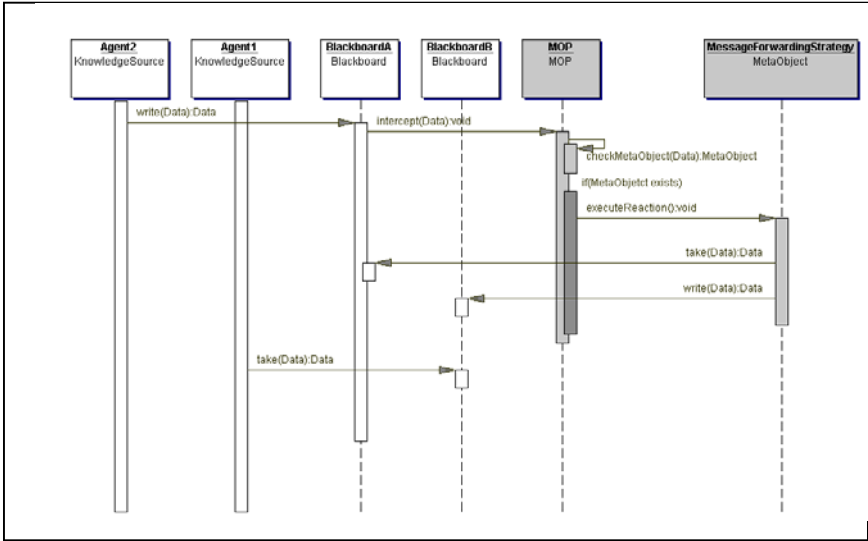 Agent2
KnowledgeSource
Agent1
KnowledgeSource
BlackboardA
Blackboard
BlackboardB
Blackboard
MOP
MOP
MessageForwardingStrategy
MetaObject
write(Data):Data
intercept(Data):void
checkMetaObject(Data):MetaObject
if(MetaObjetct exists)
executeReaction():void
take(Data):Data
write(Data):Data
take(Data):Data